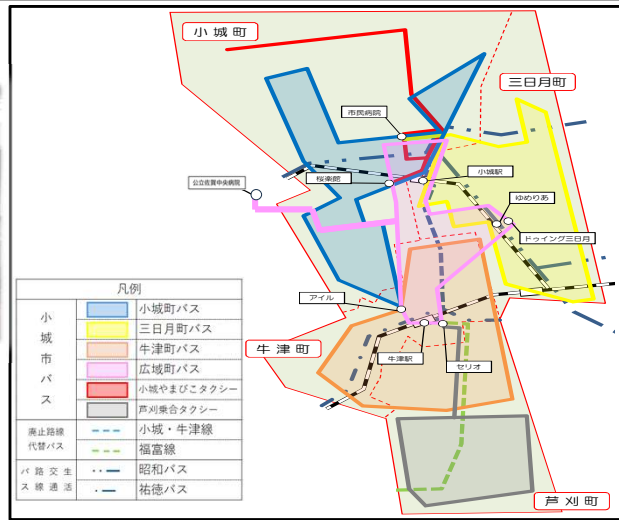 小城町
三日月町
市民病院
公立佐賀中央病院
桜楽館
小城駅
ゆめりあ
ドゥイング三日月
アイル
牛津町
牛津駅
セリオ
芦刈町
凡例
小城市バス
小城町バス
三日月町バス
牛津町バス
広域町バス
小城やまびこタクシー
芦刈乗合タクシー
廃止路線
代替バス
小城・牛津線
福富線
バ路交生
ス線通活
昭和バス
祐徳バス